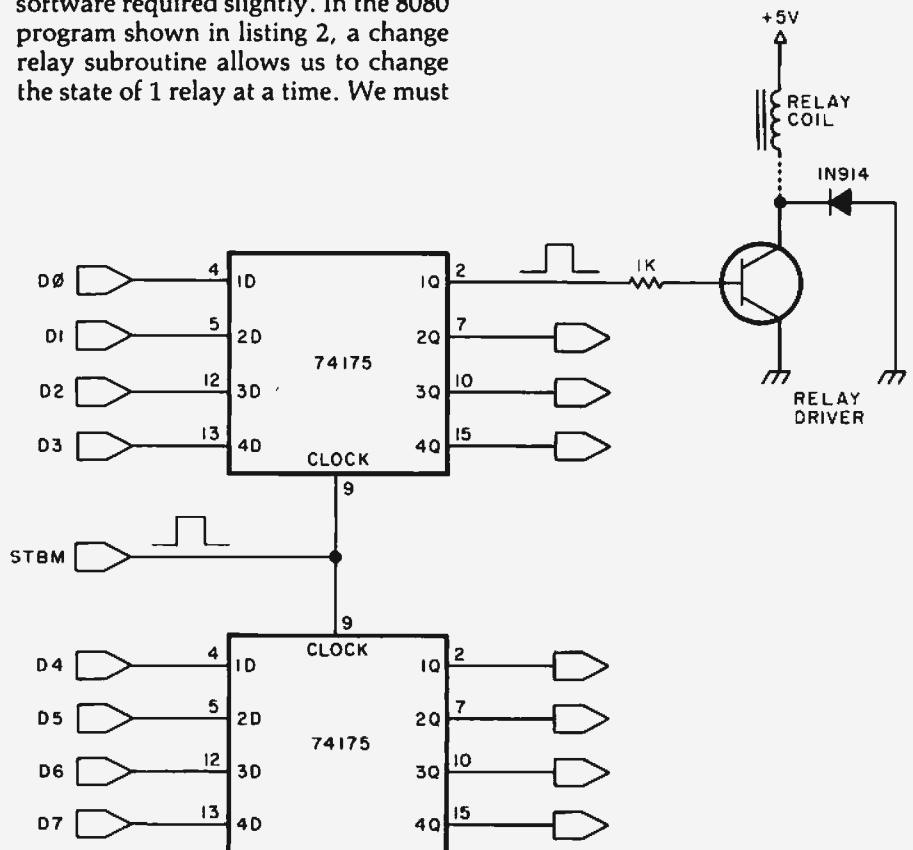 software required slightly. In the 8080
program shown in listing 2, a change
relay subroutine allows us to change
the state of 1 relay at a time. We must
+5V
RELAY
COIL
IN914
DØ
4
1D
1Q
2
1K
D1
5
2D
2Q
7
74175
D2
12
3D
3Q
10
D3
13
4D
4Q
15
CLOCK
9
RELAY
DRIVER
STBM
9
CLOCK
D4
4
1D
1Q
2
D5
5
2D
2Q
7
74175
D6
12
3D
3Q
10
D7
13
4D
4Q
15